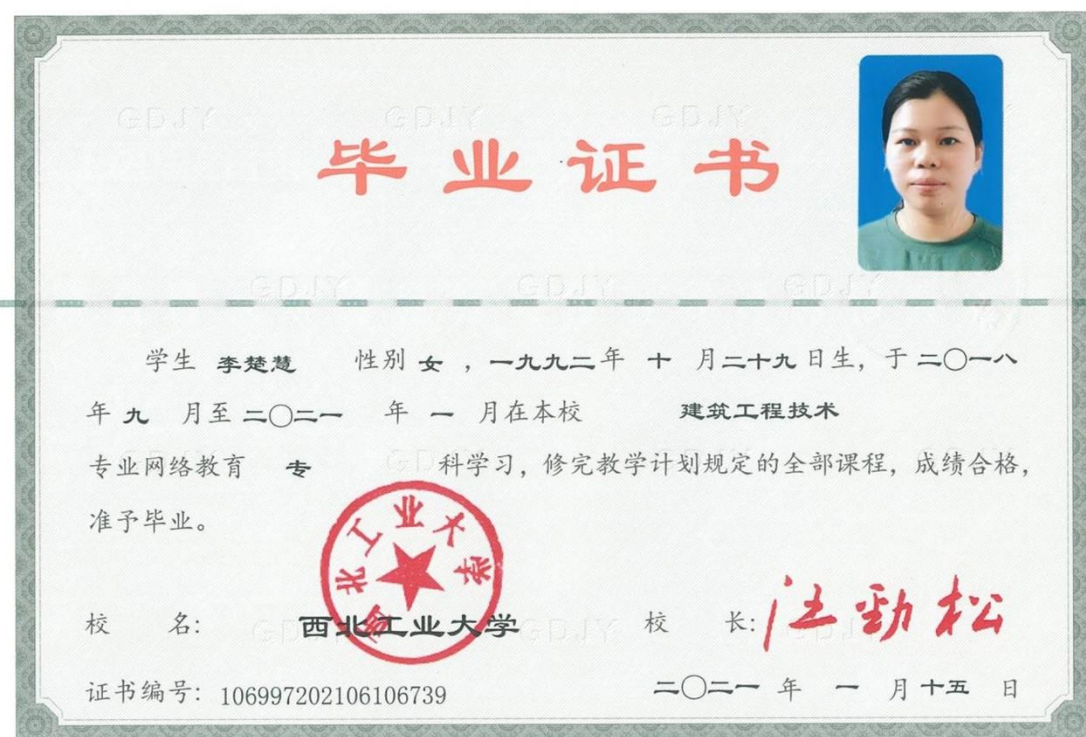 GDJY GDJY GDJY
毕业证书
GDJY GDJY GDJY
学生 李楚慧 性别 女 ，一九九二年 十 月二十九日生，于二〇一八
年 九 月至 二〇二一 年 一 月在本校 建筑工程技术
专业网络教育 专 科学习，修完教学计划规定的全部课程，成绩合格，
准予毕业。
西北工业大学
校 名: 西北工业大学 校 长: 汪劲松
证书编号: 106997202106106739 二〇二一 年 一 月十五 日